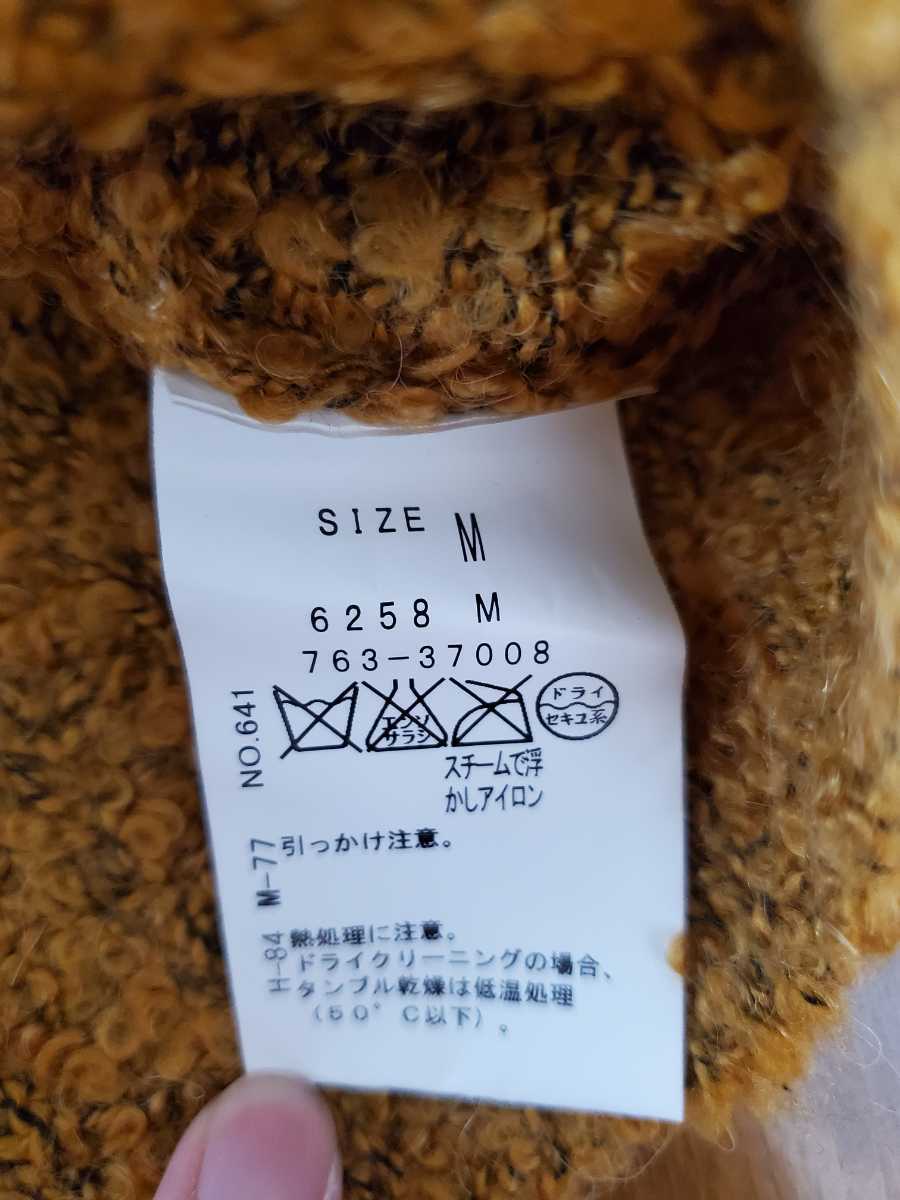 SIZE M
6258 M
763-37008
NO.641
エンソ
サラシ
ドライ
セキユ系
スチームで浮
かしアイロン
M-77
引っかけ注意。
H-84
熱処理に注意。
ドライクリーニングの場合、
タンブル乾燥は低温処理
(50°C以下)。